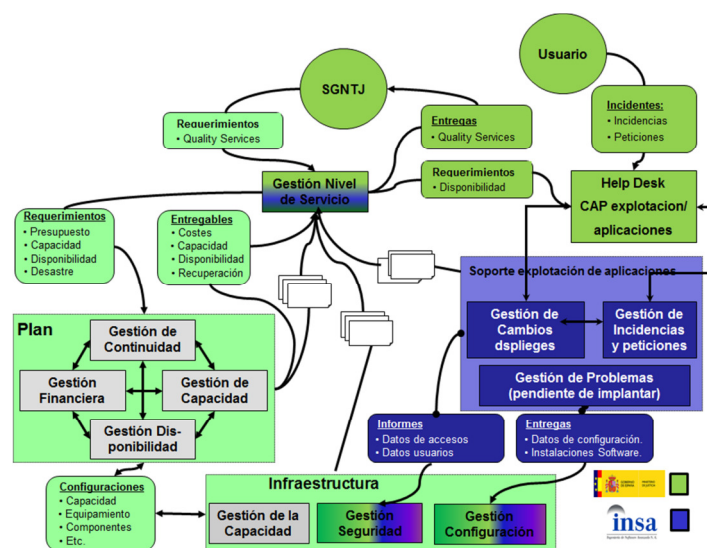 Usuario
SGNTJ
Requerimientos
• Quality Services
Entregas
• Quality Services
Incidentes:
• Incidencias
• Peticiones
Gestión Nivel
de Servicio
Requerimientos
• Disponibilidad
Help Desk
CAP explotacion/
aplicaciones
Requerimientos
• Presupuesto
• Capacidad
• Disponibilidad
• Desastre
Entregables
• Costes
• Capacidad
• Disponibilidad
• Recuperación
Soporte explotación de aplicaciones
Gestión de
Cambios
dsplieges
Gestión de
Incidencias
y peticiones
Gestión de Problemas
(pendiente de implantar)
Plan
Gestión de
Continuidad
Gestión
Financiera
Gestión de
Capacidad
Gestión Dis-
ponibilidad
Informes
• Datos de accesos
• Datos usuarios
Entregas
• Datos de configuración.
• Instalaciones Software.
Configuraciones
• Capacidad
• Equipamiento
• Componentes
• Etc.
Infraestructura
Gestión de la
Capacidad
Gestión
Seguridad
Gestión
Configuración
insa